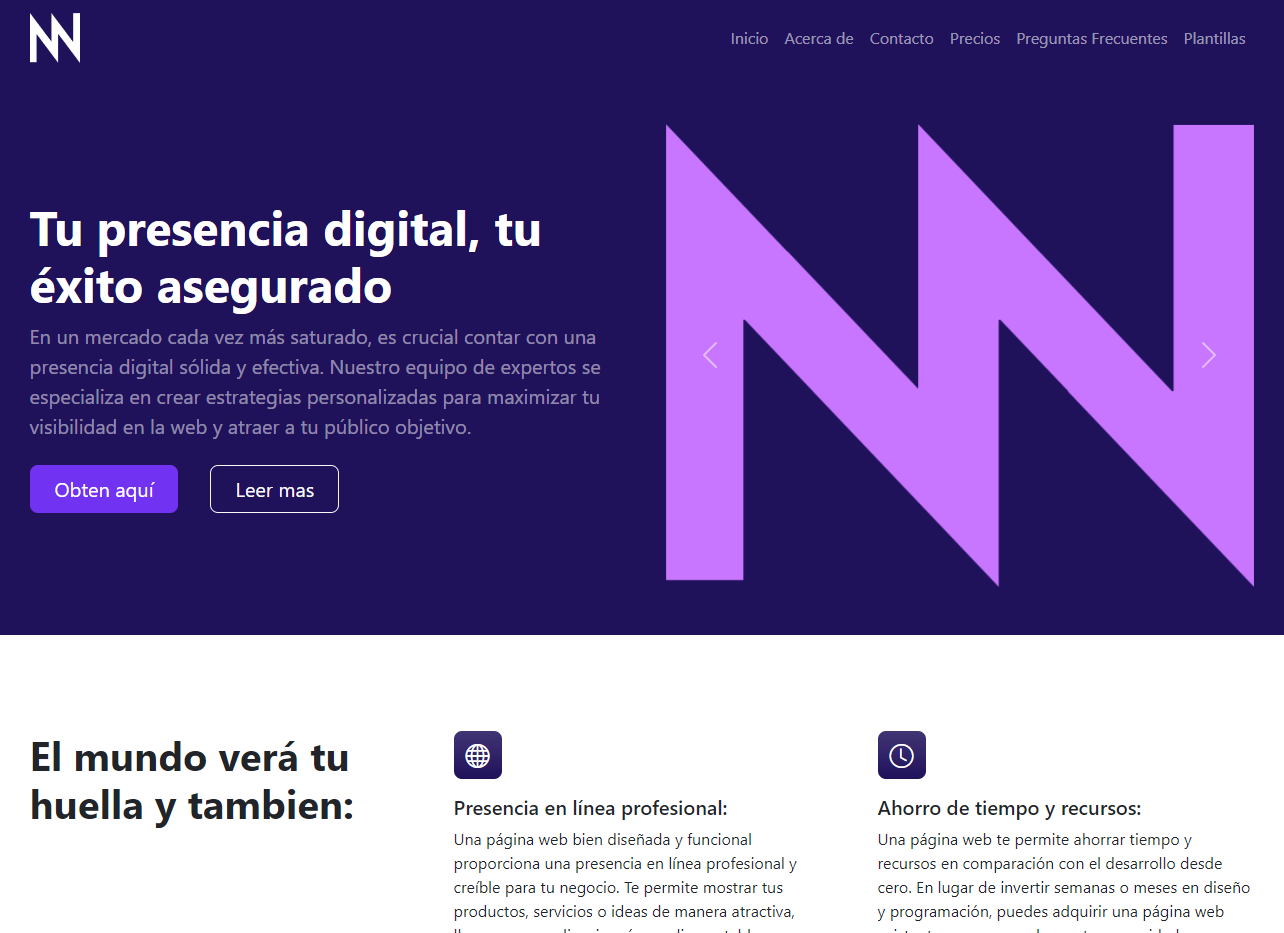 Inicio Acerca de Contacto Precios Preguntas Frecuentes Plantillas
Tu presencia digital, tu
éxito asegurado
En un mercado cada vez más saturado, es crucial contar con una
presencia digital sólida y efectiva. Nuestro equipo de expertos se
especializa en crear estrategias personalizadas para maximizar tu
visibilidad en la web y atraer a tu público objetivo.
Obten aquí
Leer mas
El mundo verá tu
huella y tambien:
Presencia en línea profesional:
Una página web bien diseñada y funcional
proporciona una presencia en línea profesional y
creíble para tu negocio. Te permite mostrar tus
productos, servicios o ideas de manera atractiva,
Ahorro de tiempo y recursos:
Una página web te permite ahorrar tiempo y
recursos en comparación con el desarrollo desde
cero. En lugar de invertir semanas o meses en diseño
y programación, puedes adquirir una página web